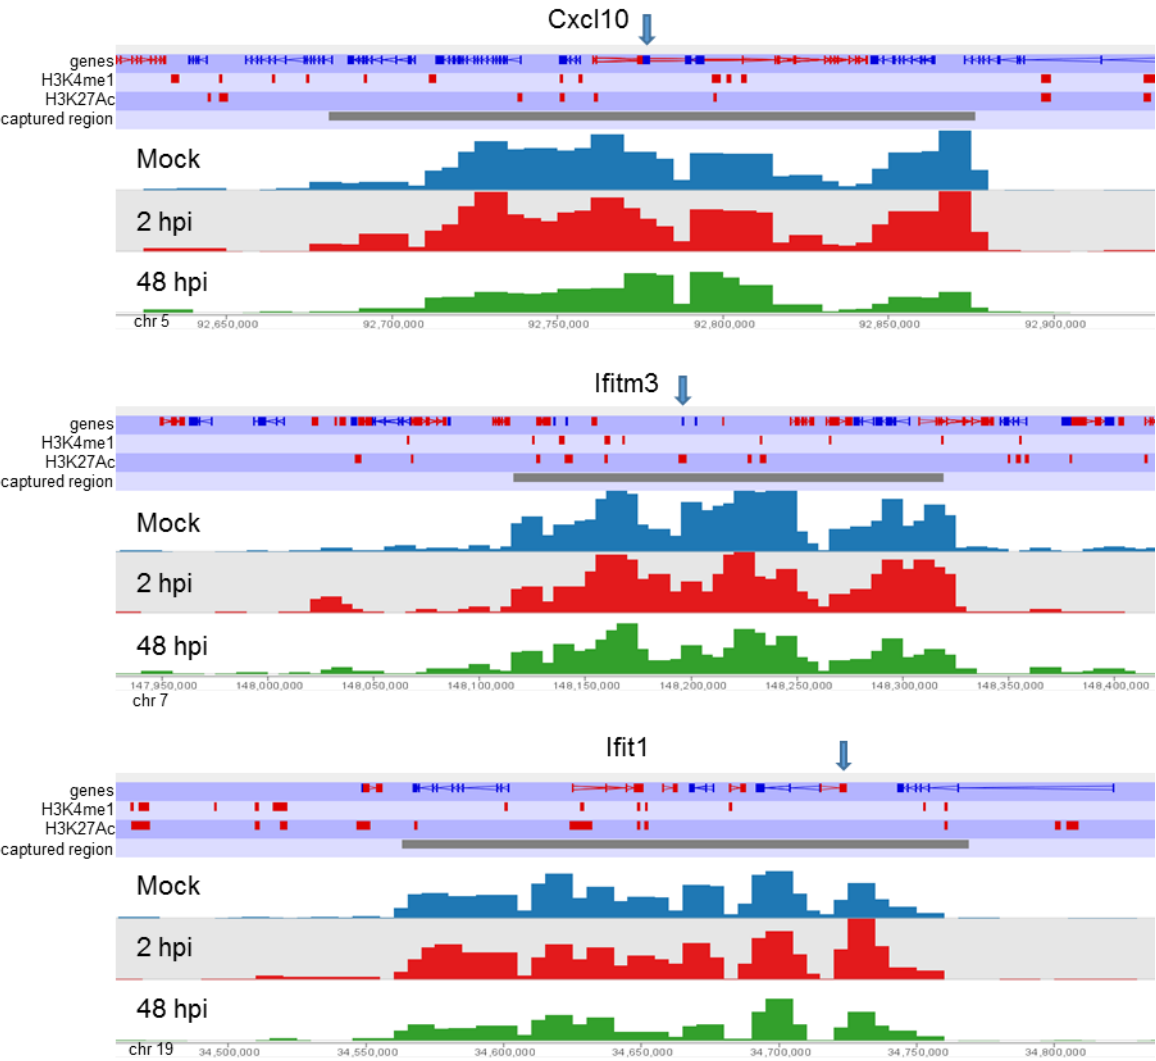 Cxcl10
genes
H3K4me1
H3K27Ac
captured region
Mock
2 hpi
48 hpi
chr 5
92,650,000 92,700,000 92,750,000 92,800,000 92,850,000 92,900,000
Ifitm3
genes
H3K4me1
H3K27Ac
captured region
Mock
2 hpi
48 hpi
147,950,000 148,000,000 148,050,000 148,100,000 148,150,000 148,200,000 148,250,000 148,300,000 148,350,000 148,400,000
chr 7
Ifit1
genes
H3K4me1
H3K27Ac
captured region
Mock
2 hpi
48 hpi
chr 19
34,500,000 34,550,000 34,600,000 34,650,000 34,700,000 34,750,000 34,800,000